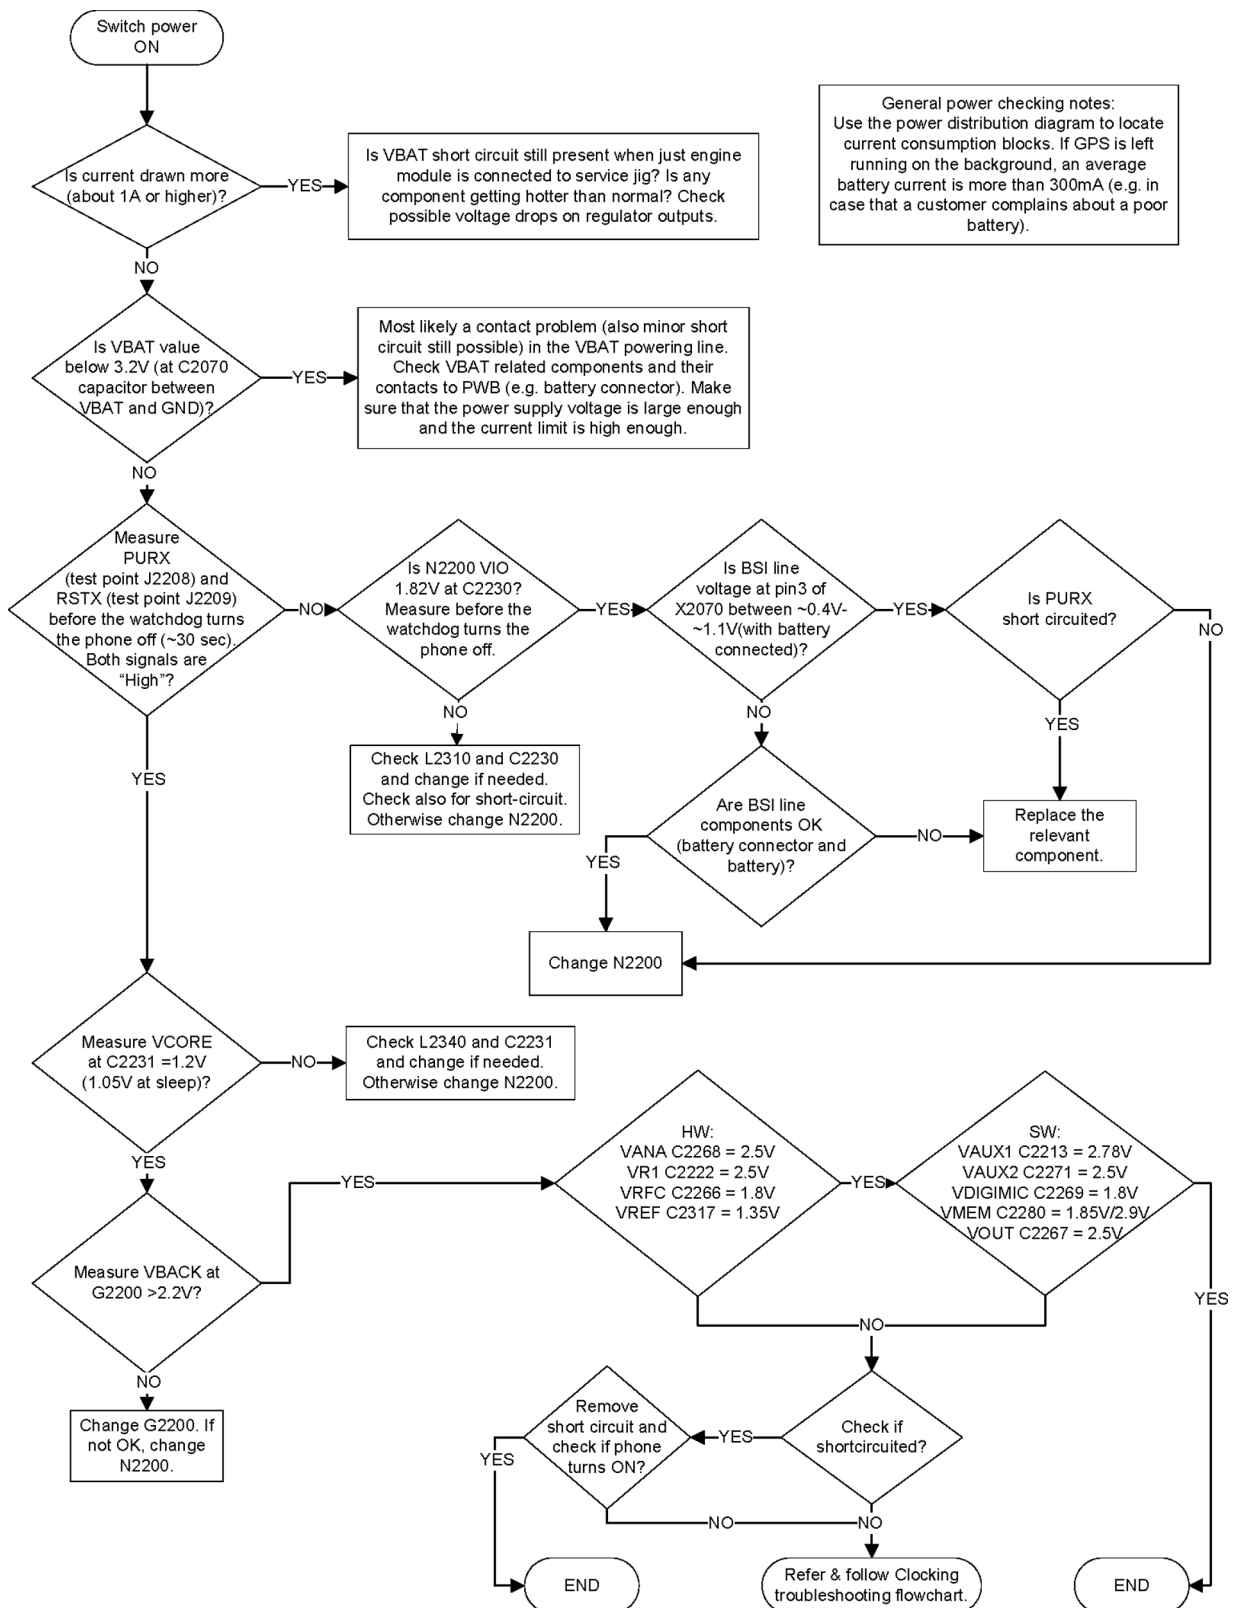 Switch power
ON
General power checking notes:
Use the power distribution diagram to locate
current consumption blocks. If GPS is left
running on the background, an average
battery current is more than 300mA (e.g. in
case that a customer complains about a poor
battery).
Is current drawn more
(about 1A or higher)?
YES
Is VBAT short circuit still present when just engine
module is connected to service jig? Is any
component getting hotter than normal? Check
possible voltage drops on regulator outputs.
NO
Is VBAT value
below 3.2V (at C2070
capacitor between
VBAT and GND)?
YES
Most likely a contact problem (also minor short
circuit still possible) in the VBAT powering line.
Check VBAT related components and their
contacts to PWB (e.g. battery connector). Make
sure that the power supply voltage is large enough
and the current limit is high enough.
NO
Measure
PURX
(test point J2208) and
RSTX (test point J2209)
before the watchdog turns
the phone off (~30 sec).
Both signals are
“High”?
NO
Is N2200 VIO
1.82V at C2230?
Measure before the
watchdog turns the
phone off.
YES
Is BSI line
voltage at pin3 of
X2070 between ~0.4V-
~1.1V(with battery
connected)?
YES
Is PURX
short circuited?
NO
NO
Check L2310 and C2230
and change if needed.
Check also for short-circuit.
Otherwise change N2200.
NO
Are BSI line
components OK
(battery connector and
battery)?
NO
YES
Replace the
relevant
component.
YES
Change N2200
YES
Measure VCORE
at C2231 =1.2V
(1.05V at sleep)?
NO
Check L2340 and C2231
and change if needed.
Otherwise change N2200.
YES
Measure VBACK at
G2200 >2.2V?
YES
HW:
VANA C2268 = 2.5V
VR1 C2222 = 2.5V
VRFC C2266 = 1.8V
VREF C2317 = 1.35V
YES
SW:
VAUX1 C2213 = 2.78V
VAUX2 C2271 = 2.5V
VDIGIMIC C2269 = 1.8V
VMEM C2280 = 1.85V/2.9V
VOUT C2267 = 2.5V
YES
NO
NO
Change G2200. If
not OK, change
N2200.
Check if
shortcircuited?
YES
Remove
short circuit and
check if phone
turns ON?
YES
NO
NO
END
Refer & follow Clocking
troubleshooting flowchart.
END